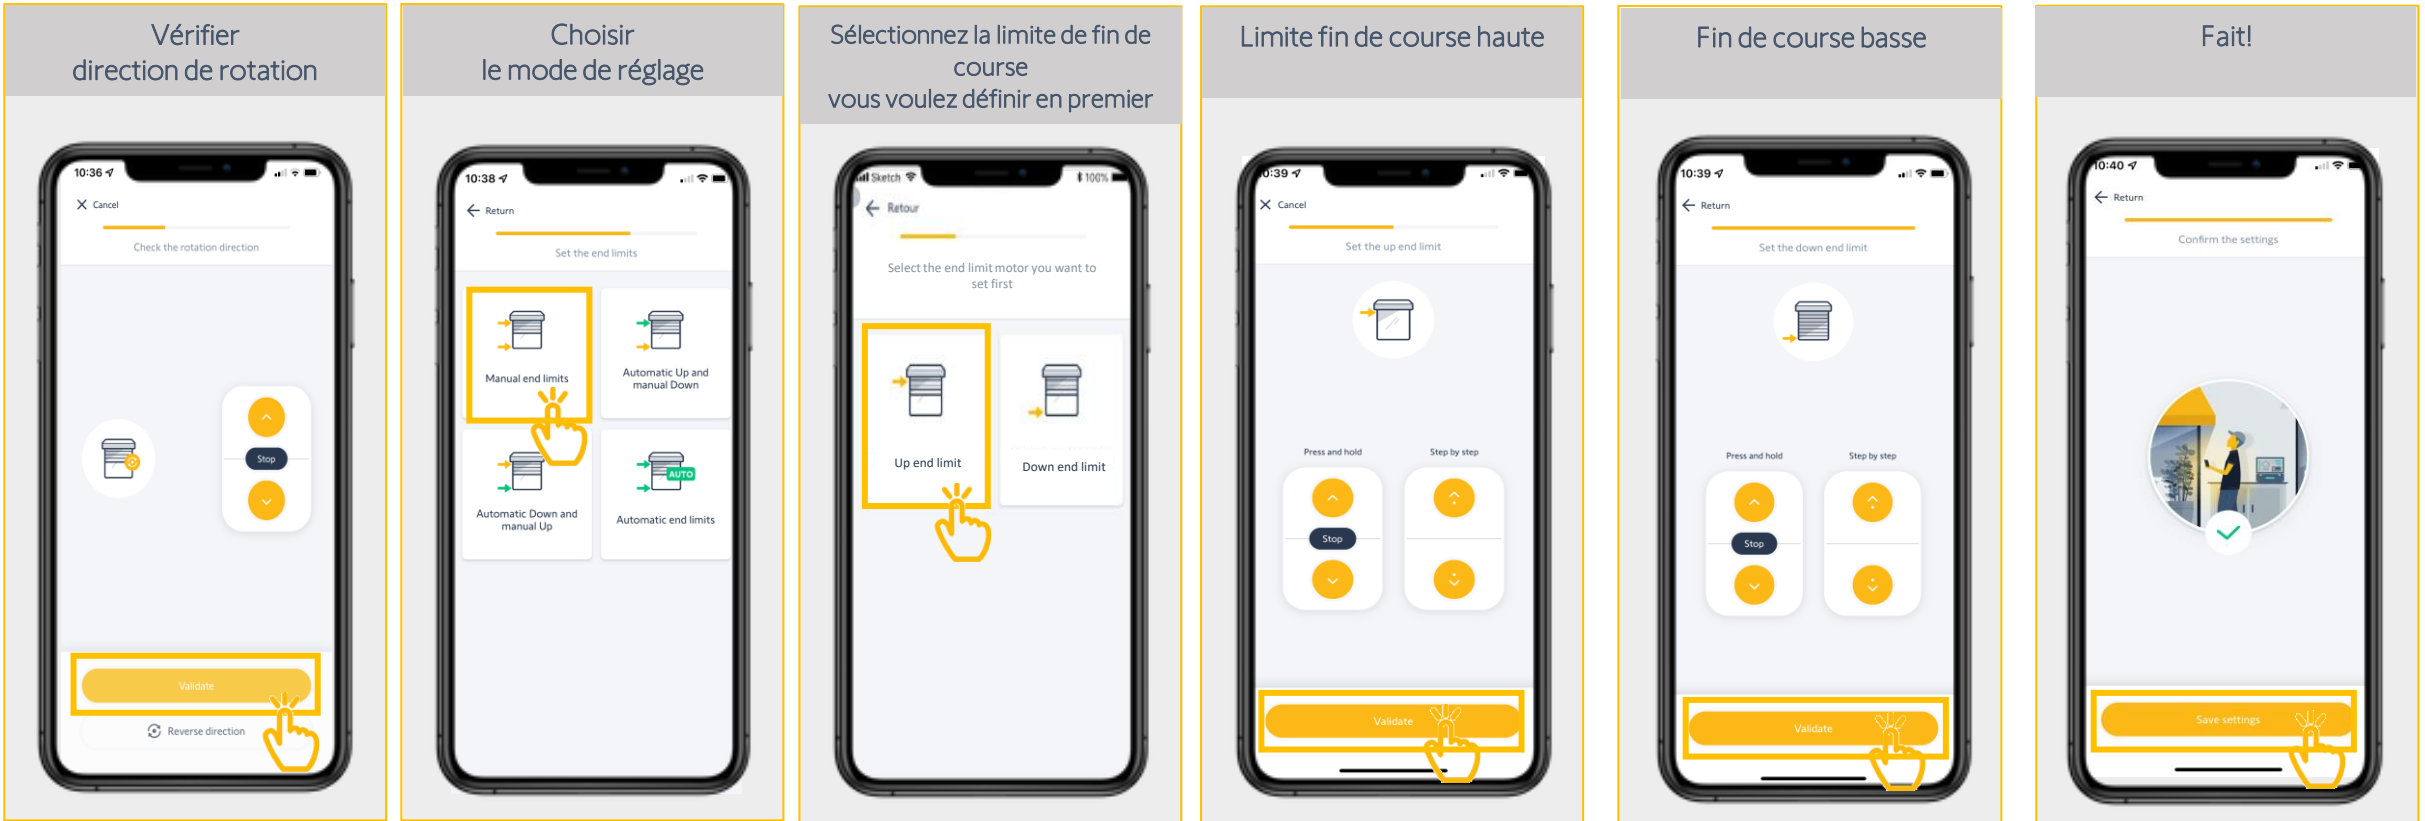 Vérifier
direction de rotation
10:36
Cancel
Check the rotation direction
Stop
Validate
Reverse direction
Choisir
le mode de réglage
10:38
Return
Set the end limits
Manual end limits
Automatic Up and
manual Down
Automatic Down and
manual Up
AUTO
Automatic end limits
Sélectionnez la limite de fin de
course
vous voulez définir en premier
Sketch
100%
Retour
Select the end limit motor you want to
set first
Up end limit
Down end limit
Limite fin de course haute
0:39
Cancel
Set the up end limit
Press and hold
Step by step
Stop
Validate
Fin de course basse
10:39
Return
Set the down end limit
Press and hold
Step by step
Stop
Validate
Fait!
0:40
Return
Confirm the settings
Save settings